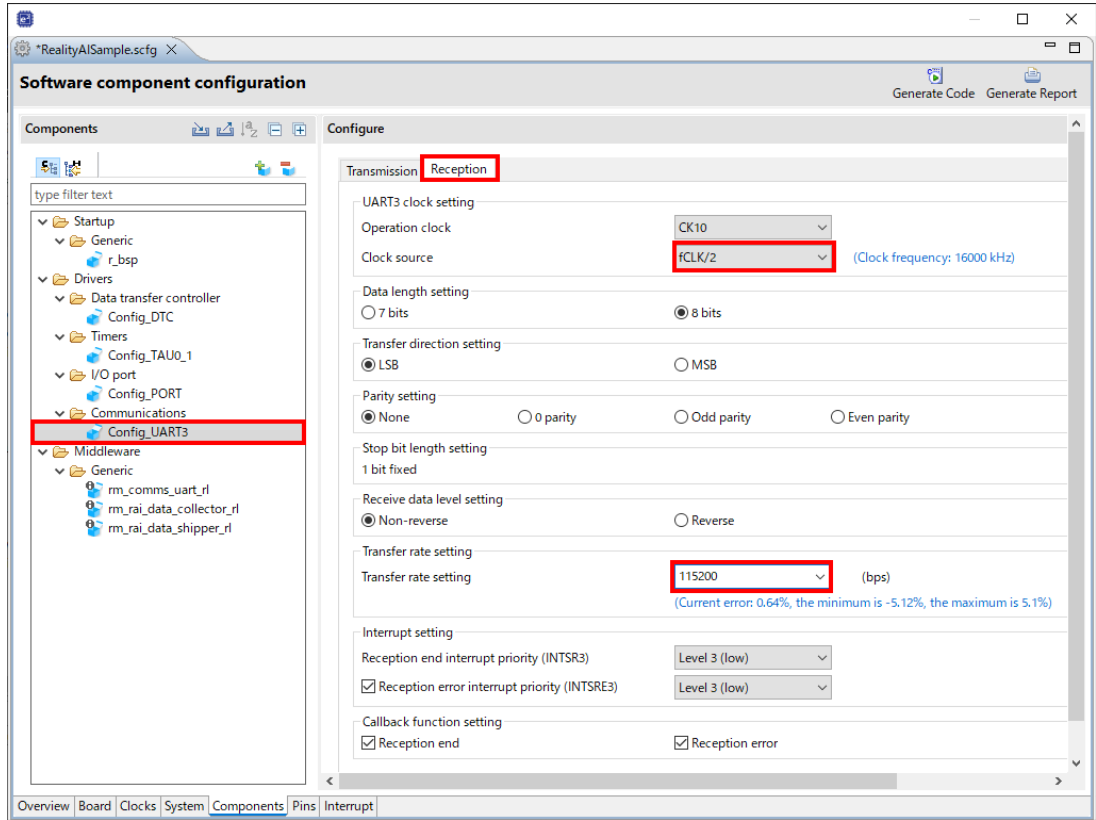 *RealityAISample.scfg
Software component configuration
Generate Code Generate Report
Components
Configure
type filter text
Startup
Generic
r_bsp
Drivers
Data transfer controller
Config_DTC
Timers
Config_TAU0_1
I/O port
Config_PORT
Communications
Config_UART3
Middleware
Generic
rm_comms_uart_rl
rm_rai_data_collector_rl
rm_rai_data_shipper_rl
Transmission Reception
UART3 clock setting
Operation clock CK10
Clock source fCLK/2 (Clock frequency: 16000 kHz)
Data length setting
7 bits 8 bits
Transfer direction setting
LSB MSB
Parity setting
None 0 parity Odd parity Even parity
Stop bit length setting
1 bit fixed
Receive data level setting
Non-reverse Reverse
Transfer rate setting
Transfer rate setting 115200 (bps)
(Current error: 0.64%, the minimum is -5.12%, the maximum is 5.1%)
Interrupt setting
Reception end interrupt priority (INTSR3) Level 3 (low)
Reception error interrupt priority (INTSRE3) Level 3 (low)
Callback function setting
Reception end Reception error
Overview Board Clocks System Components Pins Interrupt